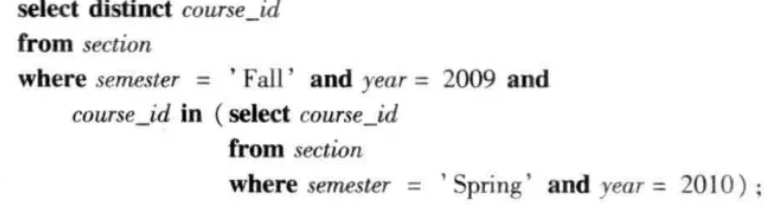 select distinct course_id
from section
where semester = 'Fall' and year = 2009 and
course_id in (select course_id
from section
where semester = 'Spring' and year = 2010);